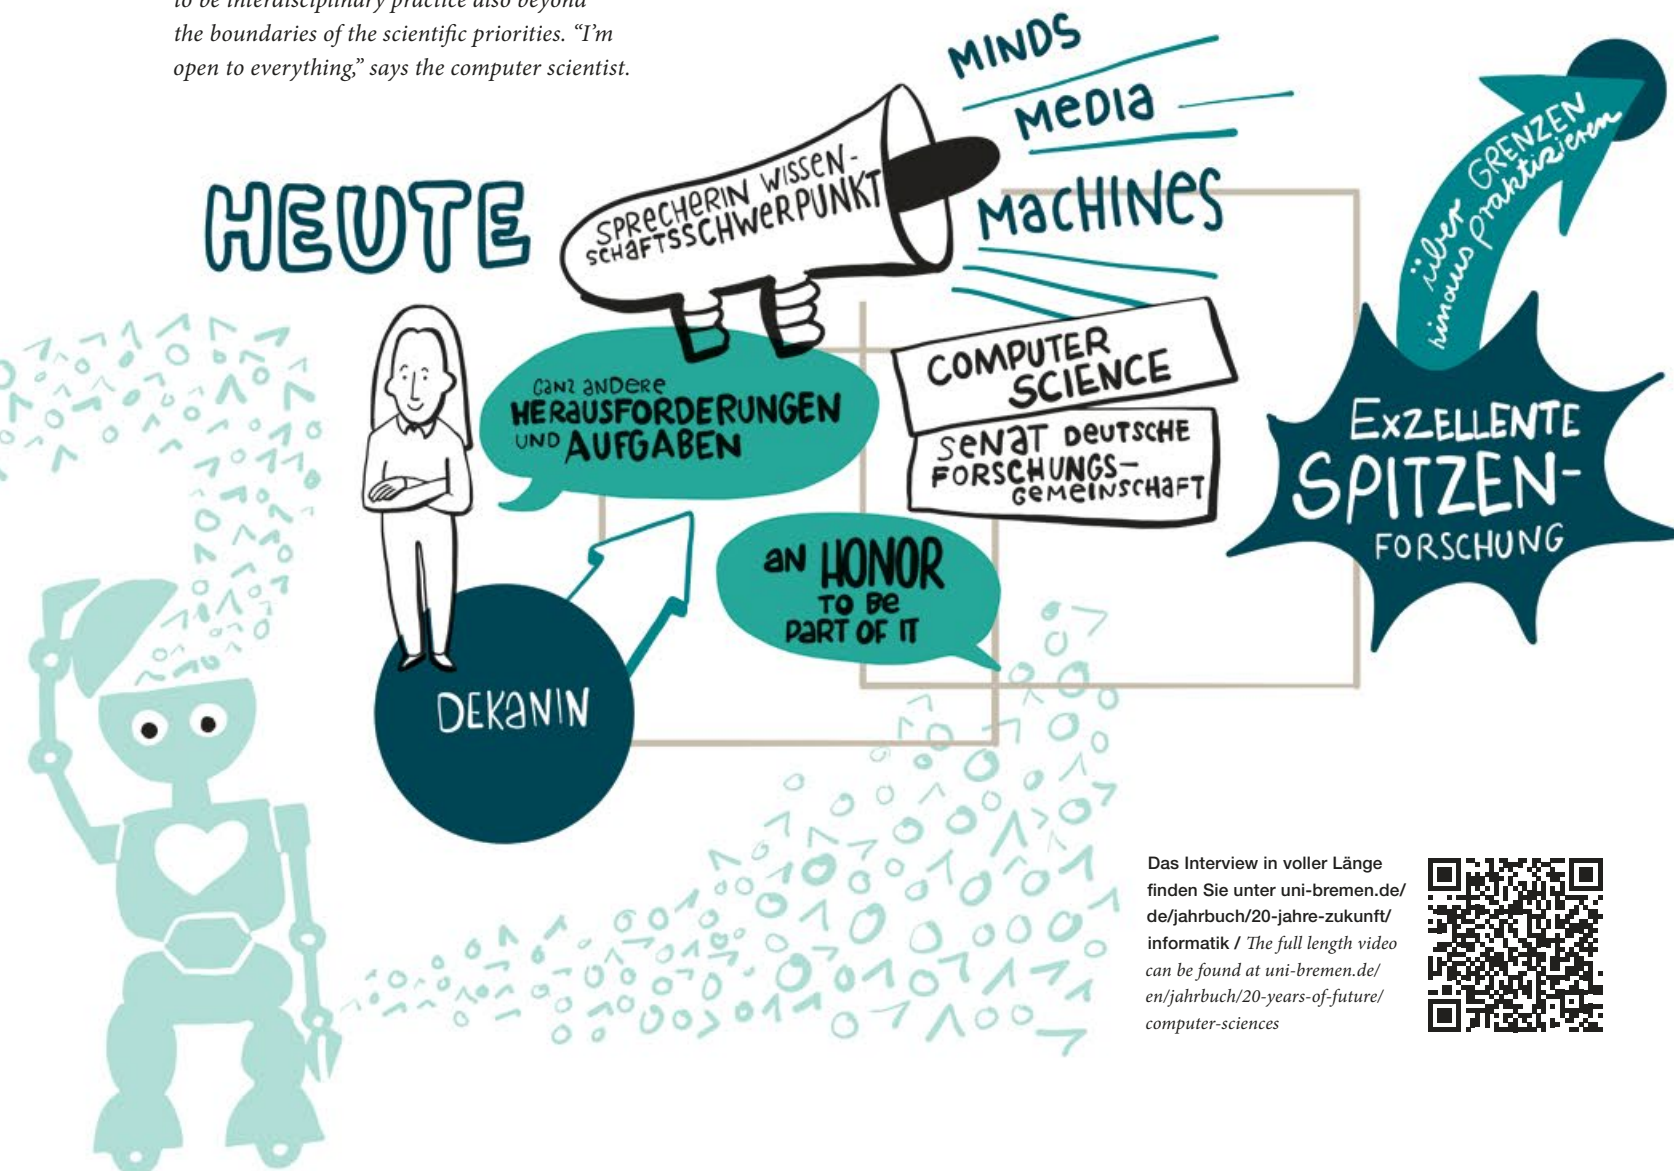 to be interdisciplinary practice also beyond
the boundaries of the scientific priorities. “I’m
open to everything,” says the computer scientist.
HEUTE
SPRECHERIN WISSEN-
SCHAFTSSCHWERPUNKT
MINDS
MEDIA
MACHINES
GANZ ANDERE
HERAUSFORDERUNGEN
UND AUFGABEN
COMPUTER
SCIENCE
SENAT DEUTSCHE
FORSCHUNGS-
GEMEINSCHAFT
AN HONOR
TO BE
PART OF IT
DEKANIN
über GRENZEN
hinaus praktizieren
EXZELLENTE
SPITZEN-
FORSCHUNG
Das Interview in voller Länge
finden Sie unter uni-bremen.de/
de/jahrbuch/20-jahre-zukunft/
informatik / The full length video
can be found at uni-bremen.de/
en/jahrbuch/20-years-of-future/
computer-sciences